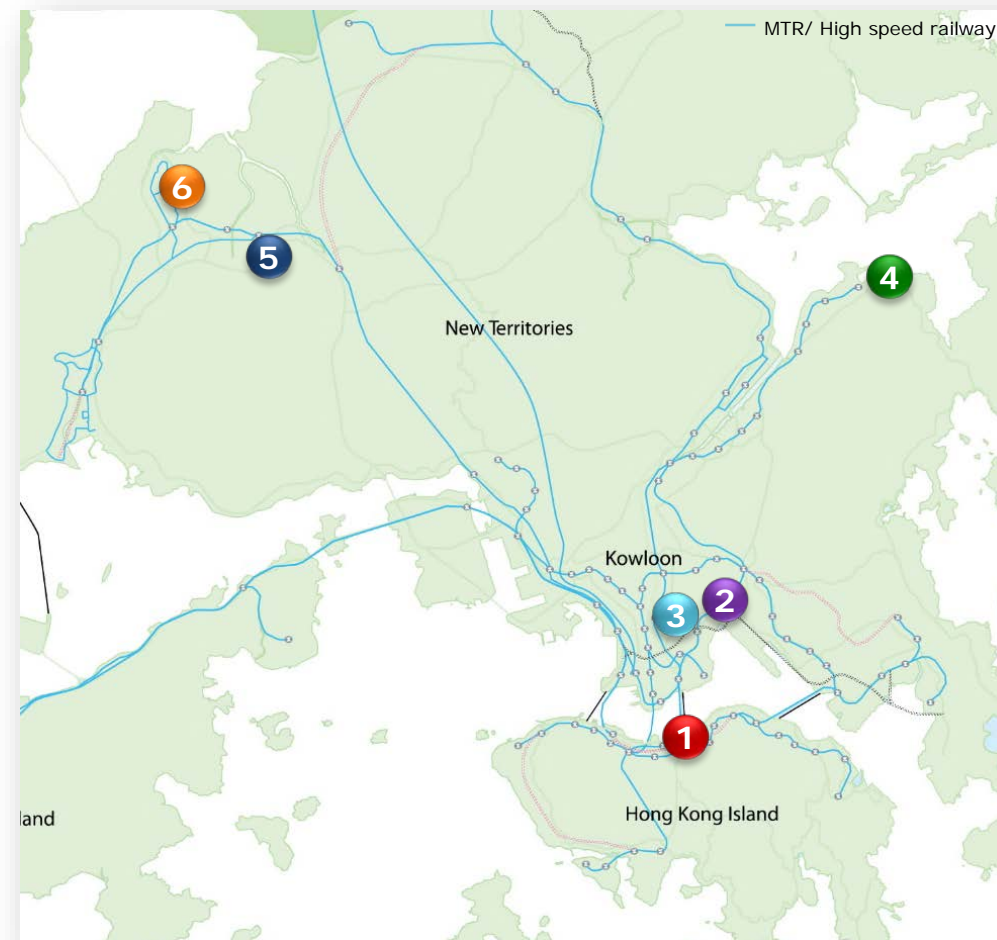 MTR/ High speed railway
6
5
4
New Territories
Kowloon
2
3
1
Hong Kong Island
land